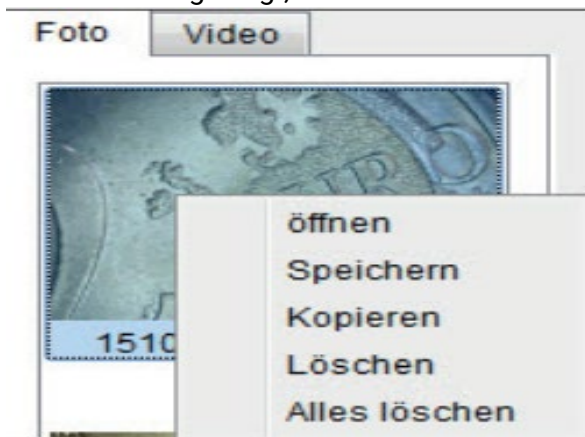 Foto Video
öffnen
Speichern
Kopieren
Löschen
Alles löschen
1510